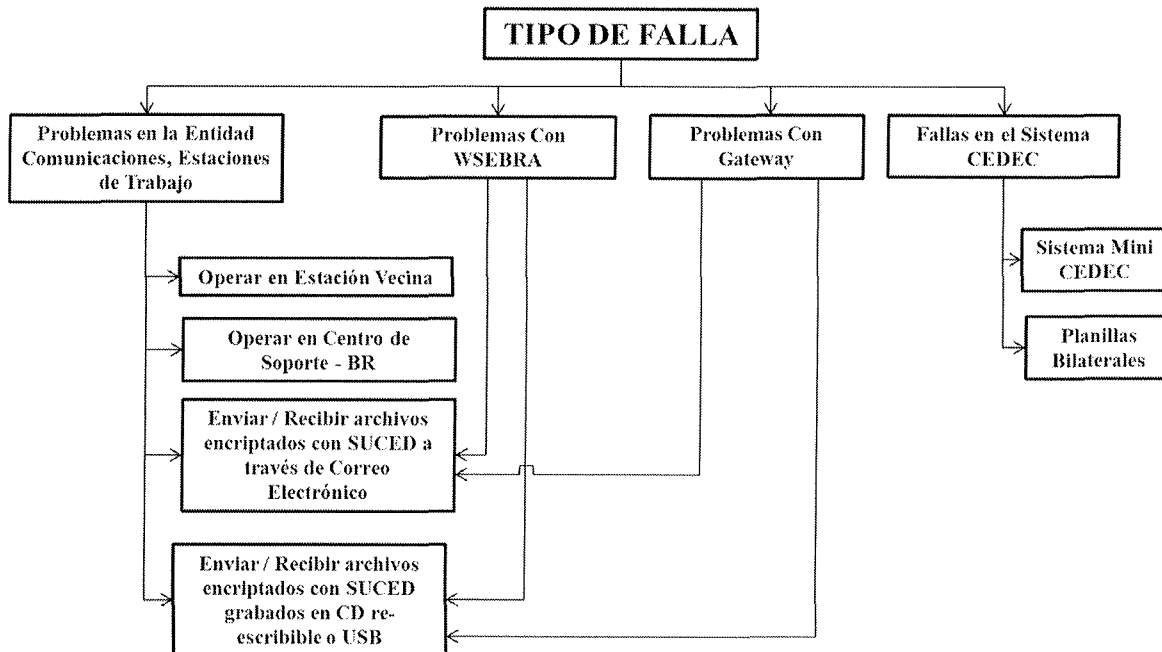 TIPO DE FALLA
Problemas en la Entidad
Comunicaciones, Estaciones
de Trabajo
Problemas Con
WSEBRA
Problemas Con
Gateway
Fallas en el Sistema
CEDEC
Operar en Estación Vecina
Operar en Centro de
Soporte - BR
Enviar / Recibir archivos
encriptados con SUCED a
través de Correo
Electrónico
Enviar / Recibir archivos
encriptados con SUCED
grabados en CD re-
escribible o USB
Sistema Mini
CEDEC
Planillas
Bilaterales